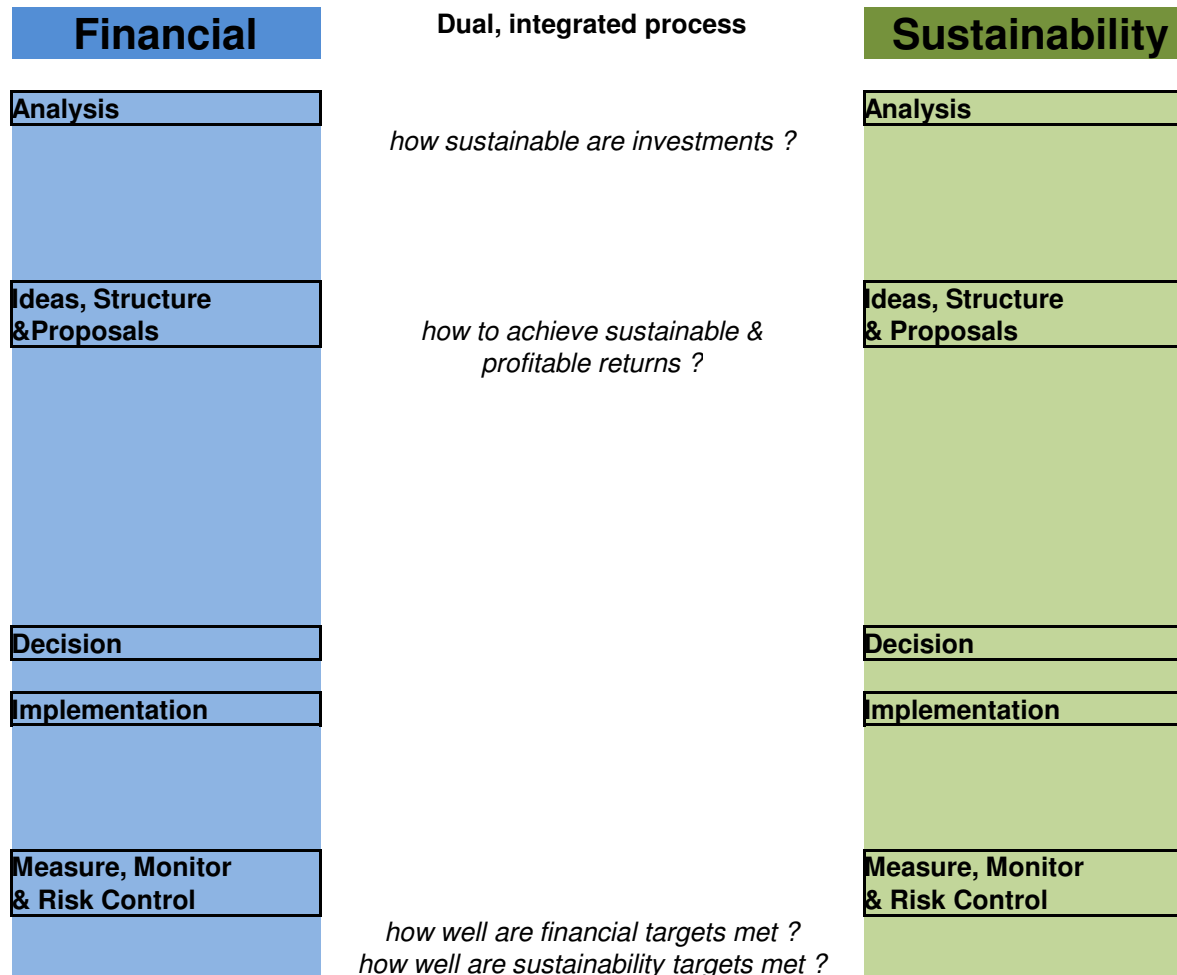 Financial
Dual, integrated process
Sustainability
Analysis
Analysis
how sustainable are investments ?
Ideas, Structure
&Proposals
how to achieve sustainable &
profitable returns ?
Ideas, Structure
& Proposals
Decision
Decision
Implementation
Implementation
Measure, Monitor
& Risk Control
Measure, Monitor
& Risk Control
how well are financial targets met ?
how well are sustainability targets met ?